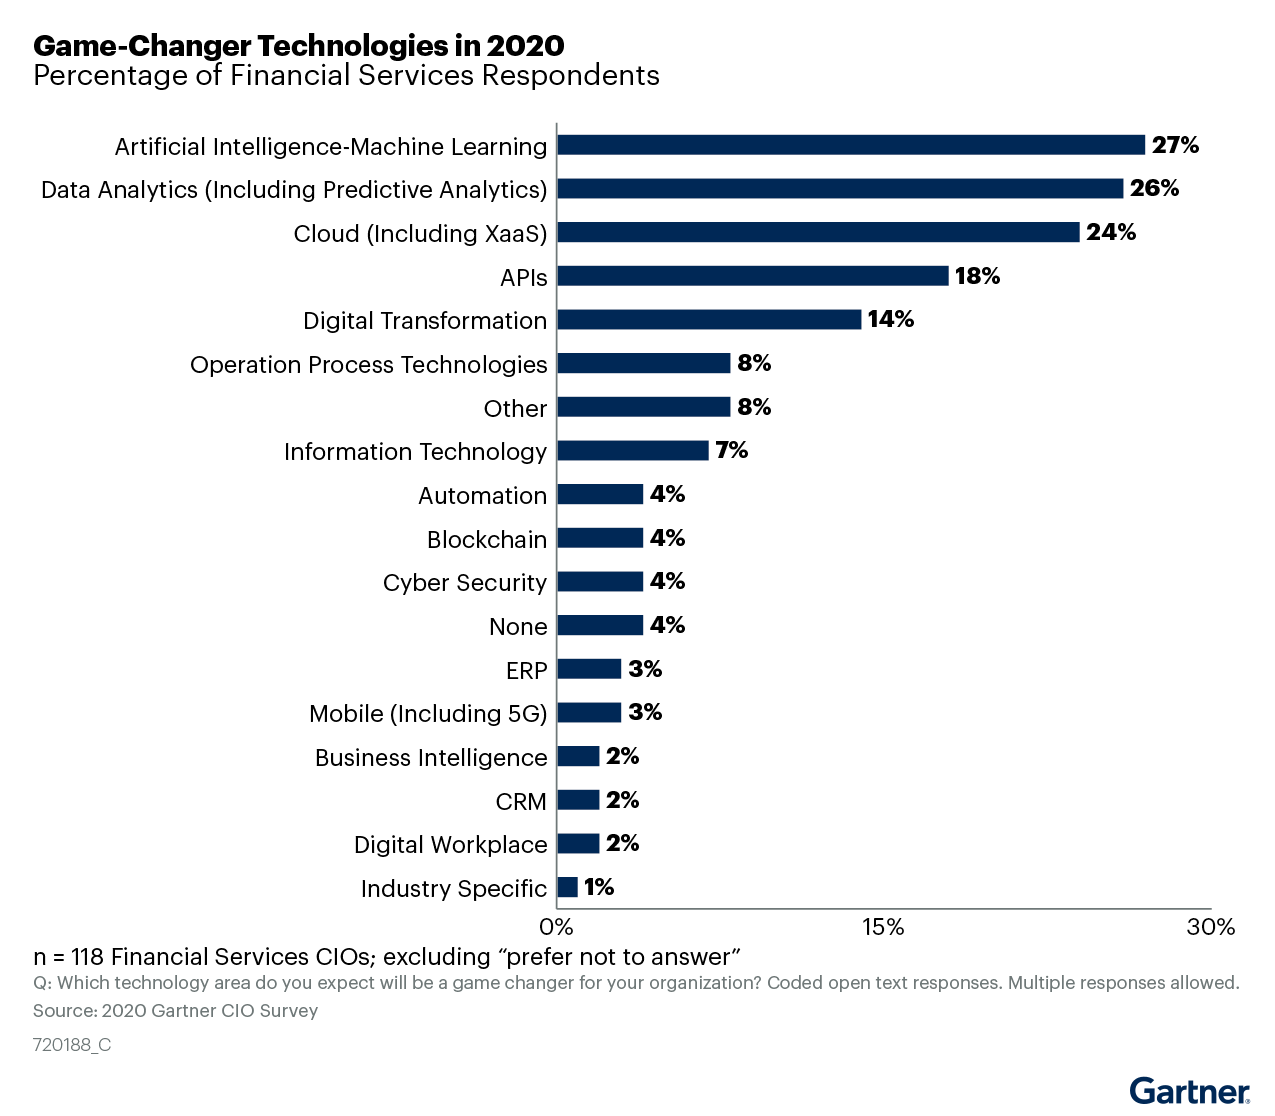 Game-Changer Technologies in 2020
Percentage of Financial Services Respondents
Artificial Intelligence-Machine Learning 27%
Data Analytics (Including Predictive Analytics) 26%
Cloud (Including XaaS) 24%
APIs 18%
Digital Transformation 14%
Operation Process Technologies 8%
Other 8%
Information Technology 7%
Automation 4%
Blockchain 4%
Cyber Security 4%
None 4%
ERP 3%
Mobile (Including 5G) 3%
Business Intelligence 2%
CRM 2%
Digital Workplace 2%
Industry Specific 1%
0% 15% 30%
n = 118 Financial Services CIOs; excluding “prefer not to answer”
Q: Which technology area do you expect will be a game changer for your organization? Coded open text responses. Multiple responses allowed.
Source: 2020 Gartner CIO Survey
720188_C
Gartner®